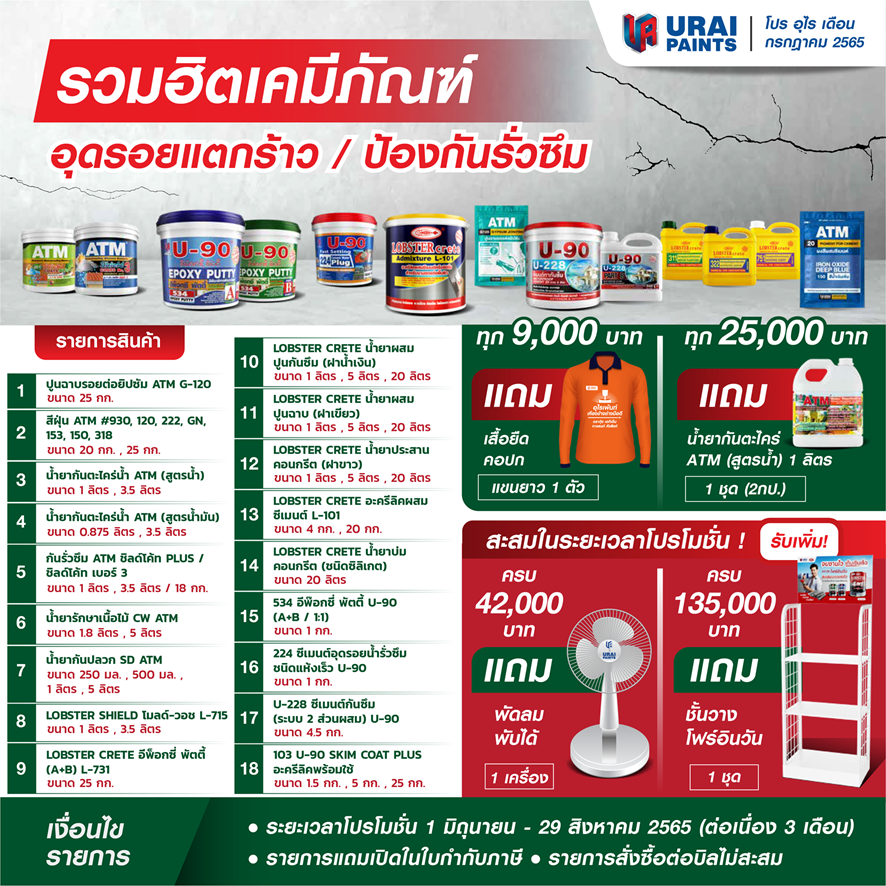 URAI
PAINTS
โปร อุไร เดือน
กรกฎาคม 2565
รวมฮิตเคมีภัณฑ์
อุดรอยแตกร้าว / ป้องกันรั่วซึม
ATM
ATM
U-90
EPOXY PUTTY
534
A
U-90
EPOXY PUTTY
534
B
U-90
224
Plug
LOBSTERcrete
Admixture L-101
ATM
U-90
U-228
U-90
U-228
PART
ATM
20
PIGMENT FOR CEMENT
IRON OXIDE
DEEP BLUE
150
รายการสินค้า
1
ปูนฉาบรอยต่อยิปซัม ATM G-120
ขนาด 25 กก.
2
สีฝุ่น ATM #930, 120, 222, GN,
153, 150, 318
ขนาด 20 กก. , 25 กก.
3
น้ำยากันตะไคร่น้ำ ATM (สูตรน้ำ)
ขนาด 1 ลิตร , 3.5 ลิตร
4
น้ำยากันตะไคร่น้ำ ATM (สูตรน้ำมัน)
ขนาด 0.875 ลิตร , 3.5 ลิตร
5
กันรั่วซึม ATM ชิลด์โค้ท PLUS /
ชิลด์โค้ท เบอร์ 3
ขนาด 1 ลิตร , 3.5 ลิตร / 18 กก.
6
น้ำยารักษาเนื้อไม้ CW ATM
ขนาด 1.8 ลิตร , 5 ลิตร
7
น้ำยากันปลวก SD ATM
ขนาด 250 มล. , 500 มล. ,
1 ลิตร , 5 ลิตร
8
LOBSTER SHIELD โมลด์-วอช L-715
ขนาด 1 ลิตร , 3.5 ลิตร
9
LOBSTER CRETE อีพ็อกซี่ พัตตี้
(A+B) L-731
ขนาด 25 กก.
10
LOBSTER CRETE น้ำยาผสม
ปูนกันซึม (ฝาน้ำเงิน)
ขนาด 1 ลิตร , 5 ลิตร , 20 ลิตร
11
LOBSTER CRETE น้ำยาผสม
ปูนฉาบ (ฝาเขียว)
ขนาด 1 ลิตร , 5 ลิตร , 20 ลิตร
12
LOBSTER CRETE น้ำยาประสาน
คอนกรีต (ฝาขาว)
ขนาด 1 ลิตร , 5 ลิตร , 20 ลิตร
13
LOBSTER CRETE อะครีลิคผสม
ซีเมนต์ L-101
ขนาด 4 กก. , 20 กก.
14
LOBSTER CRETE น้ำยาบ่ม
คอนกรีต (ชนิดซิลิเกต)
ขนาด 20 ลิตร
15
534 อีพ๊อกซี่ พัตตี้ U-90
(A+B / 1:1)
ขนาด 1 กก.
16
224 ซีเมนต์อุดรอยน้ำรั่วซึม
ชนิดแห้งเร็ว U-90
ขนาด 1 กก.
17
U-228 ซีเมนต์กันซึม
(ระบบ 2 ส่วนผสม) U-90
ขนาด 4.5 กก.
18
103 U-90 SKIM COAT PLUS
อะครีลิคพร้อมใช้
ขนาด 1.5 กก. , 5 กก. , 25 กก.
ทุก 9,000 บาท
แถม
เสื้อยืด
คอปก
แขนยาว 1 ตัว
อุไรเพ้นท์
ทุก 25,000 บาท
แถม
ATM
น้ำยากันตะไคร่
ATM (สูตรน้ำ) 1 ลิตร
1 ชุด (2กป.)
สะสมในระยะเวลาโปรโมชั่น !
รับเพิ่ม!
ครบ
42,000
บาท
แถม
พัดลม
พับได้
1 เครื่อง
URAI
PAINTS
ครบ
135,000
บาท
แถม
ชั้นวาง
โฟร์อินวัน
1 ชุด
เงื่อนไข
รายการ
• ระยะเวลาโปรโมชั่น 1 มิถุนายน - 29 สิงหาคม 2565 (ต่อเนื่อง 3 เดือน)
• รายการแถมเปิดในใบกำกับภาษี • รายการสั่งซื้อต่อบิลไม่สะสม